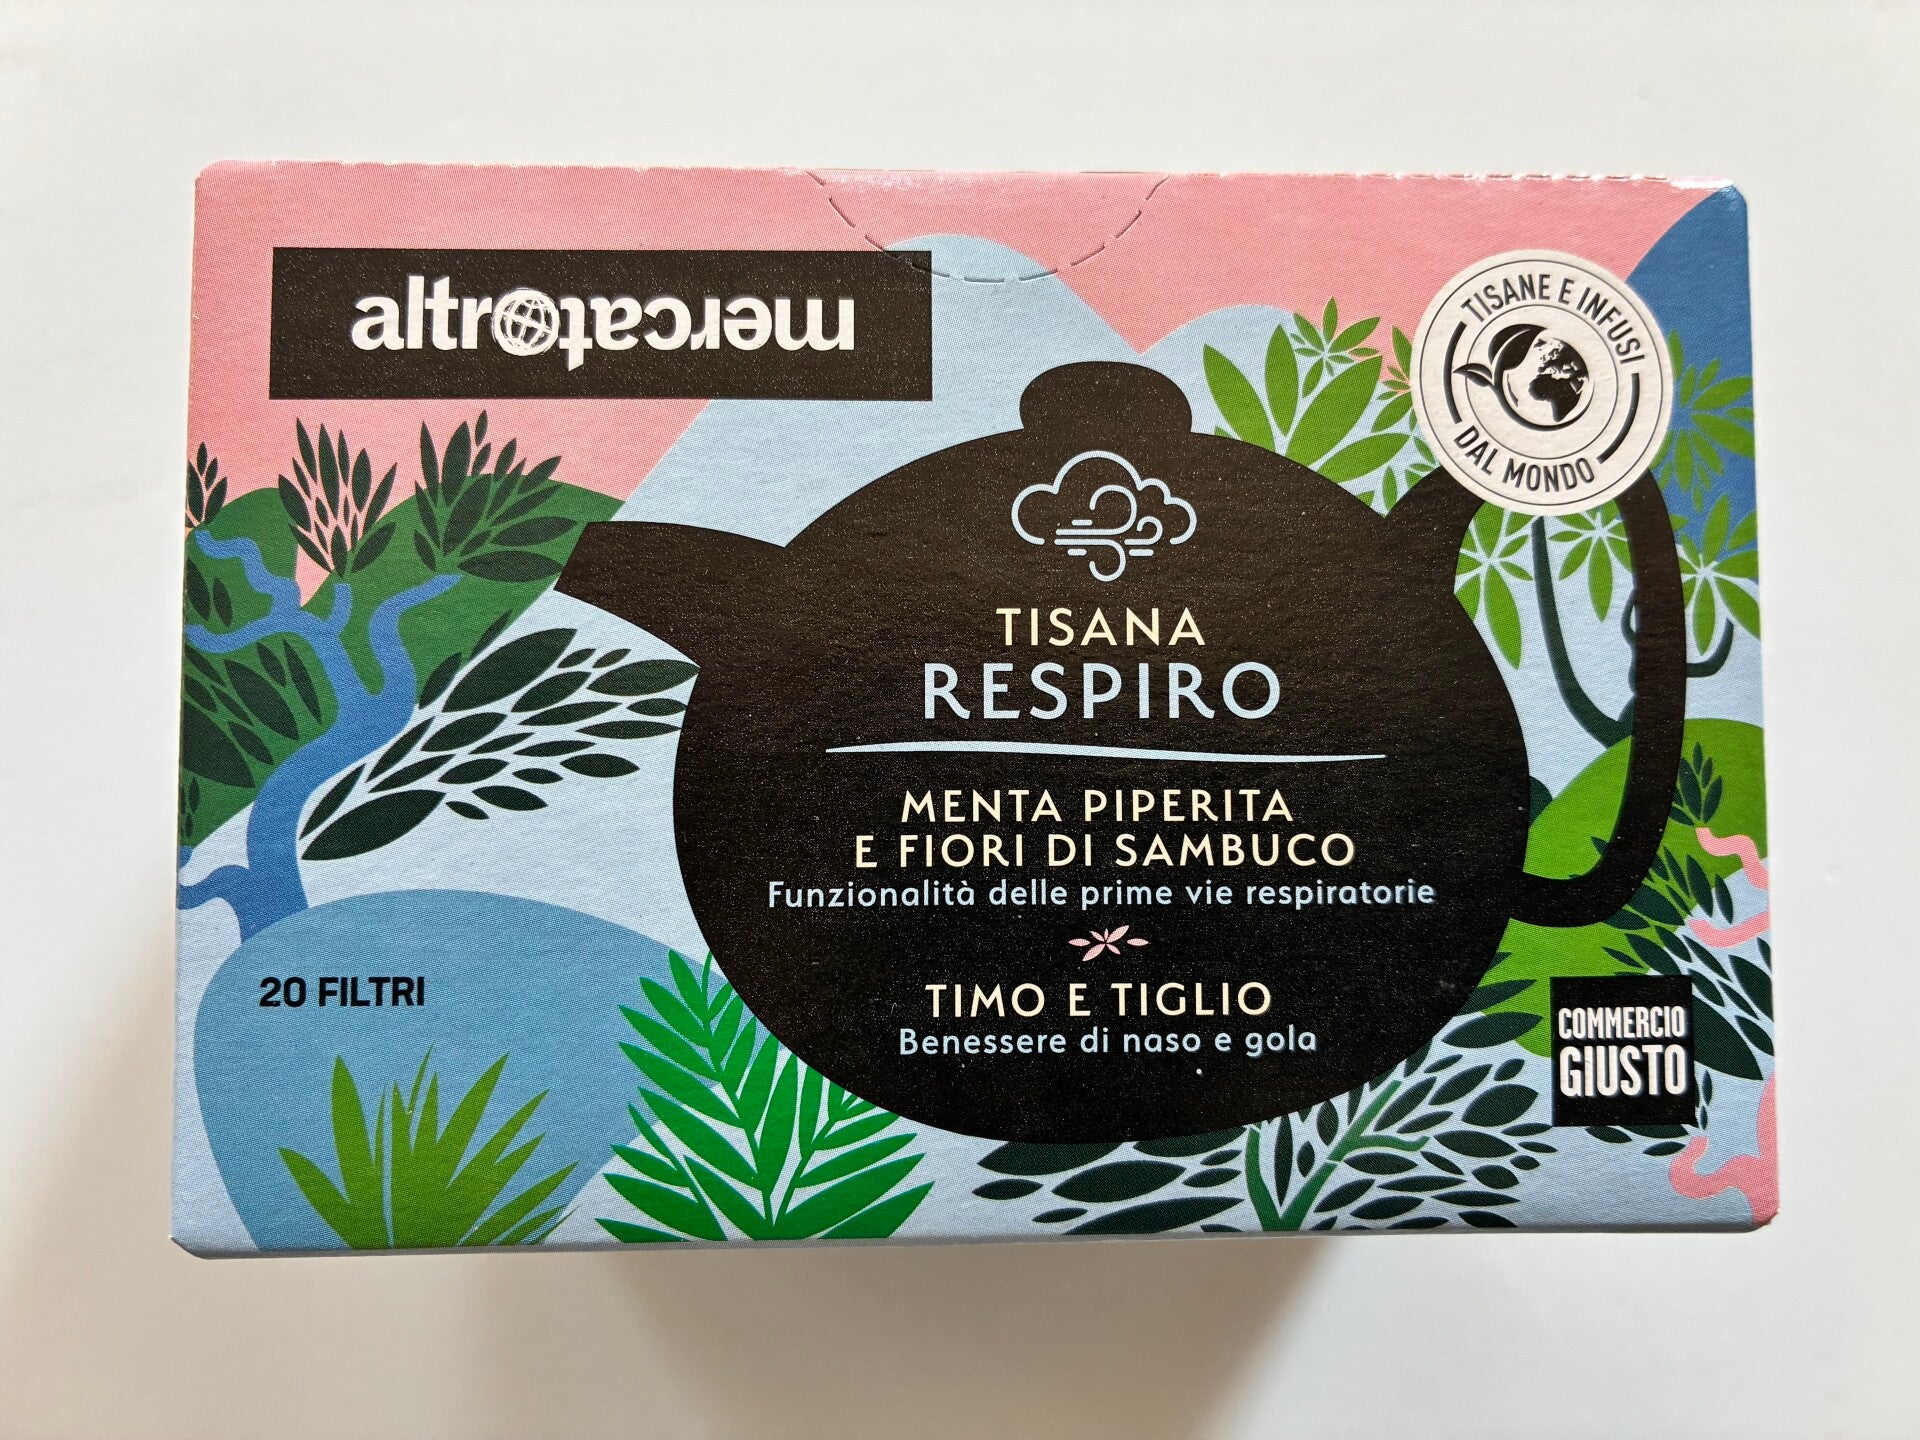 altromercato
TISANE E INFUSI
DAL MONDO
TISANA
RESPIRO
MENTA PIPERITA
E FIORI DI SAMBUCO
Funzionalità delle prime vie respiratorie
TIMO E TIGLIO
Benessere di naso e gola
20 FILTRI
COMMERCIO
GIUSTO